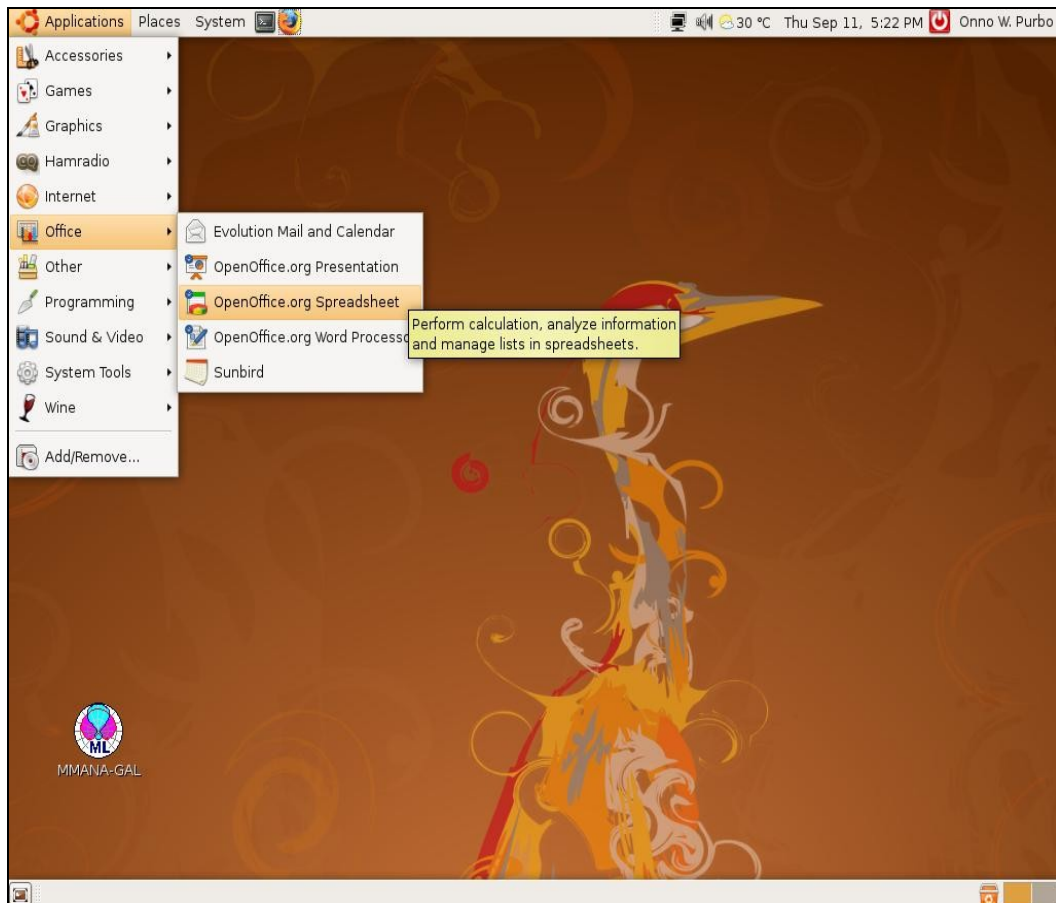 Applications Places System 30 °C Thu Sep 11, 5:22 PM Onno W. Purbo
Accessories
Games
Graphics
Hamradio
Internet
Office
Other
Programming
Sound & Video
System Tools
Wine
Add/Remove...
Evolution Mail and Calendar
OpenOffice.org Presentation
OpenOffice.org Spreadsheet
OpenOffice.org Word Processo
Sunbird
Perform calculation, analyze information
and manage lists in spreadsheets.
ML
MMANA-GAL